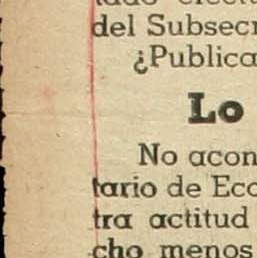 del Subsecr
¿Publica
Lo
No acon
tario de Eco
tra actitud
cho menos